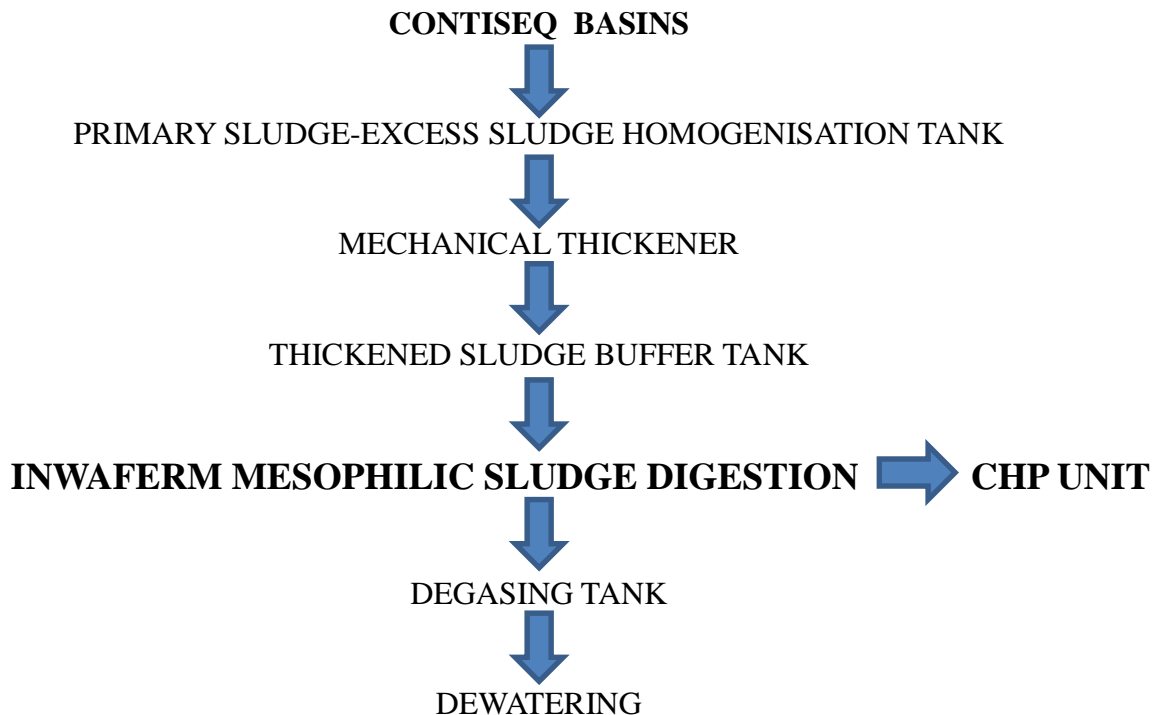 CONTISEQ BASINS
PRIMARY SLUDGE-EXCESS SLUDGE HOMOGENISATION TANK
MECHANICAL THICKENER
THICKENED SLUDGE BUFFER TANK
INWAFERM MESOPHILIC SLUDGE DIGESTION
CHP UNIT
DEGASING TANK
DEWATERING